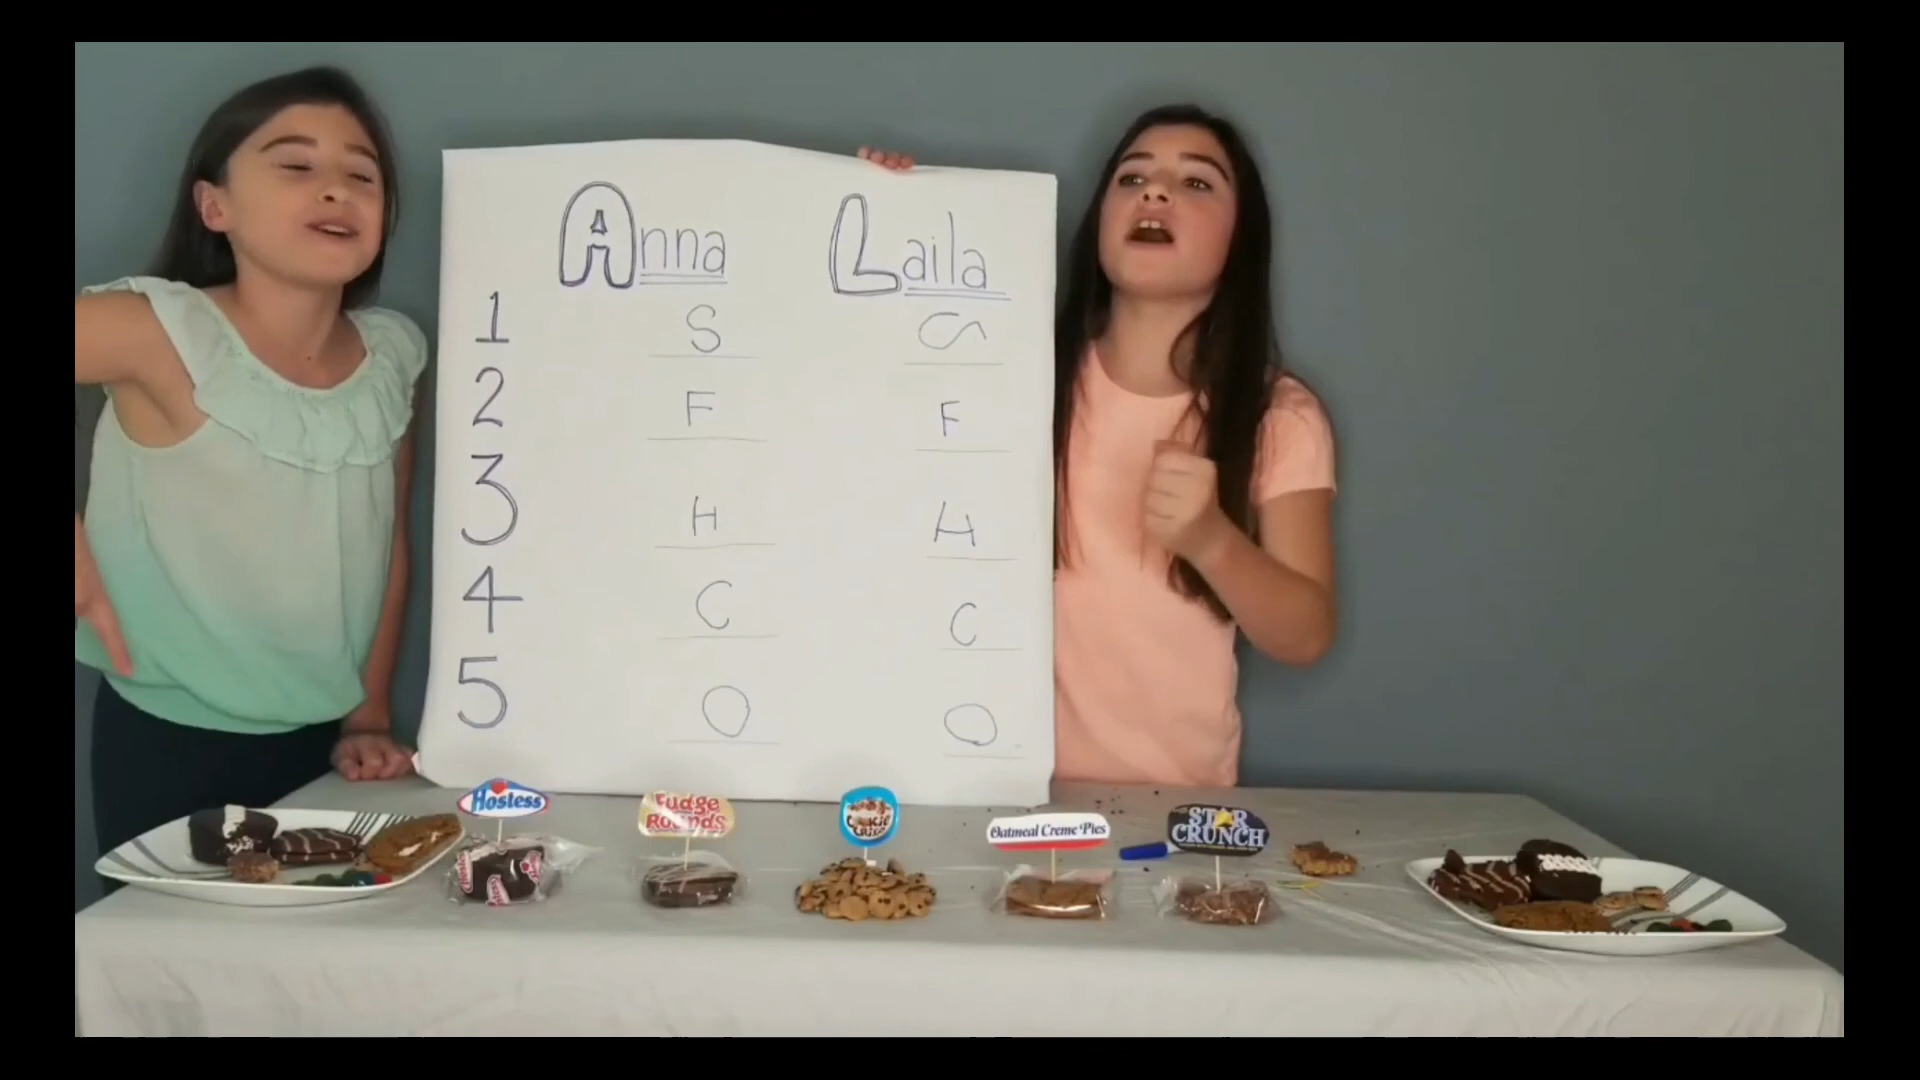 Anna Laila
1 S S
2 F F
3 H H
4 C C
5 O O
Hostess
Fudge
Rounds
Cookie
Crisp
Oatmeal Creme Pies
STAR
CRUNCH